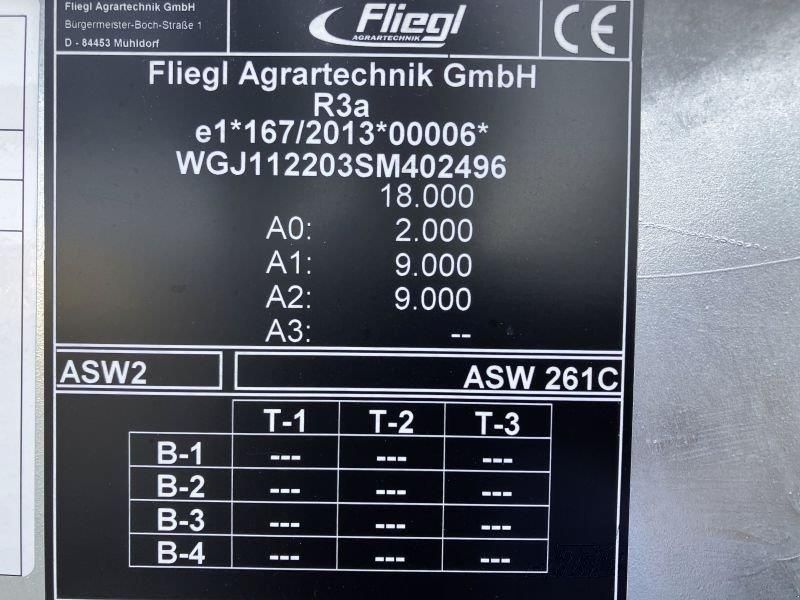 Fliegl Agrartechnik GmbH
Bürgermeister-Boch-Straße 1
D - 84453 Mühldorf
Fliegl
AGRARTECHNIK
CE
Fliegl Agrartechnik GmbH
R3a
e1*167/2013*00006*
WGJ112203SM402496
18.000
A0: 2.000
A1: 9.000
A2: 9.000
A3: --
ASW2 ASW 261C
T-1 T-2 T-3
B-1 --- --- ---
B-2 --- --- ---
B-3 --- --- ---
B-4 --- --- ---